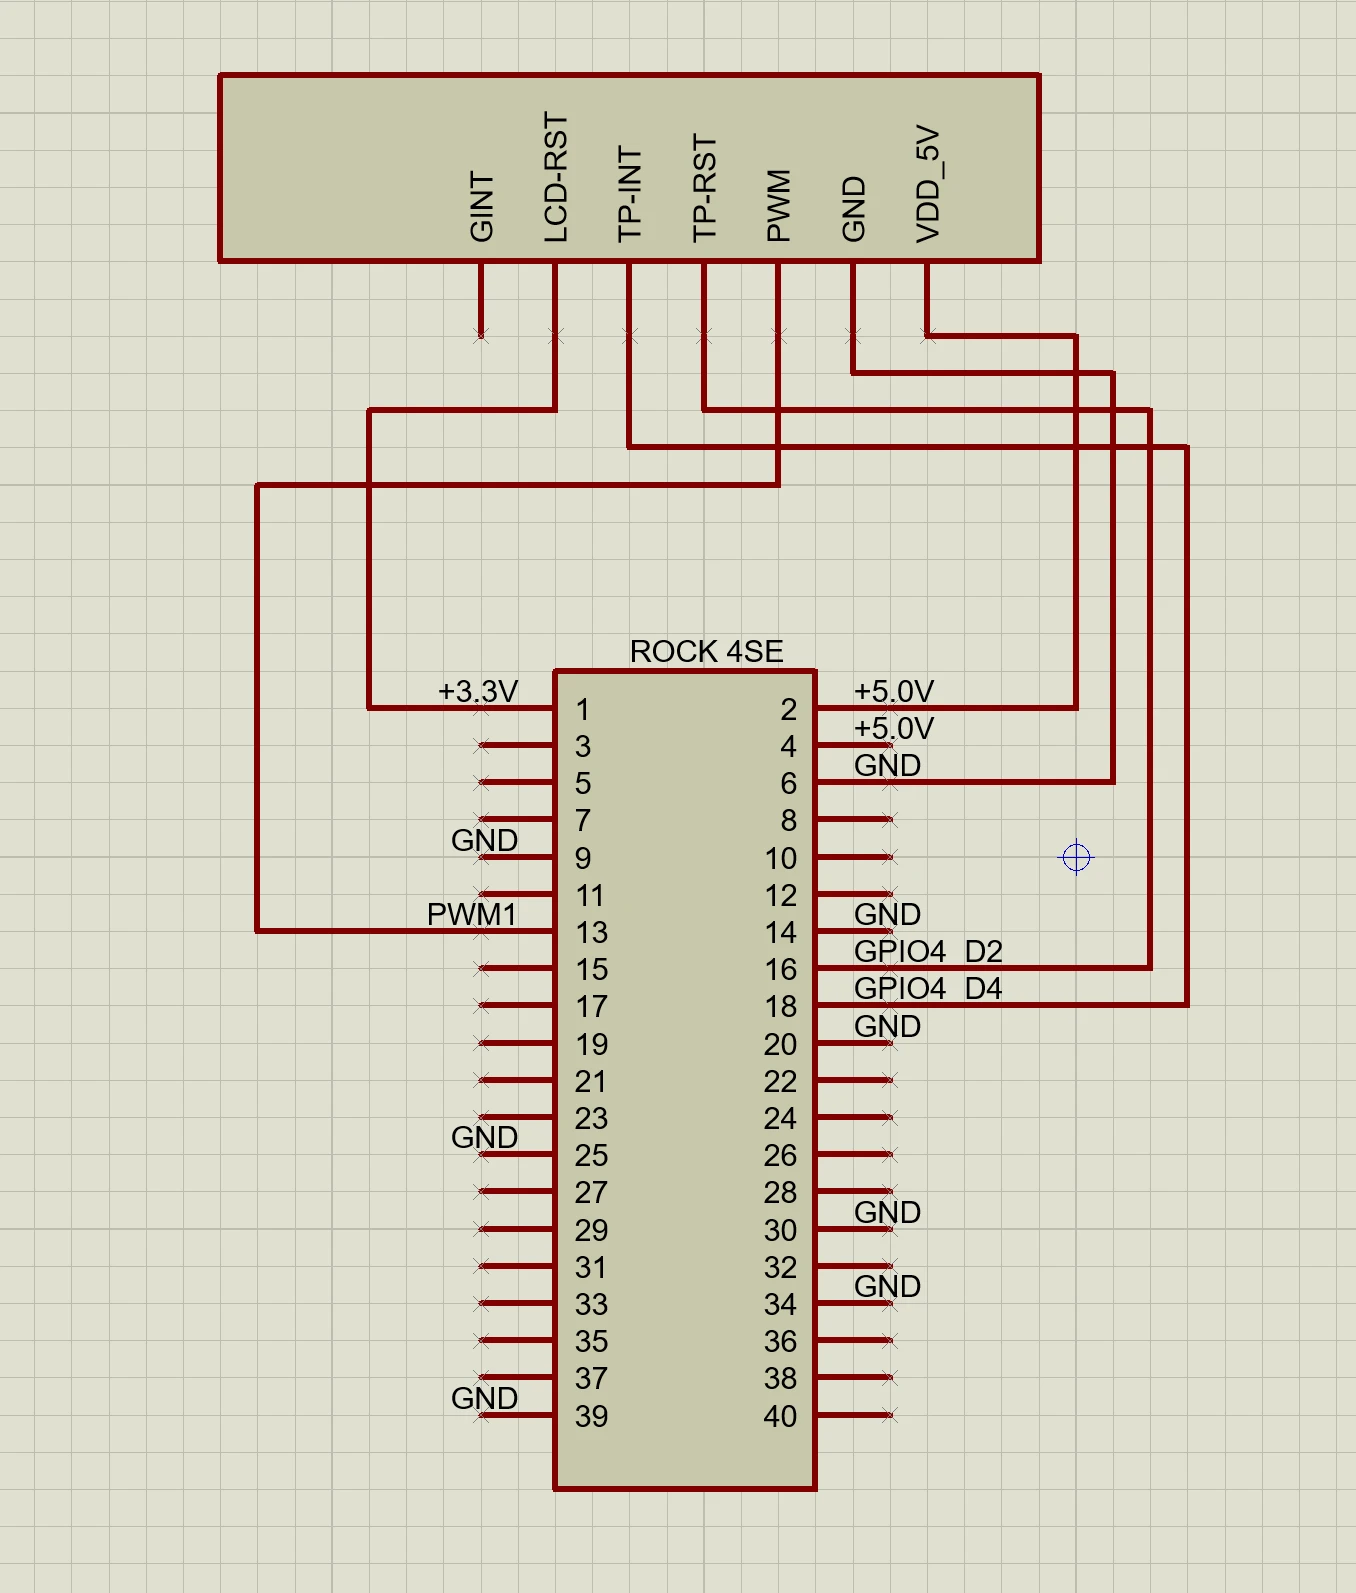 GINT
LCD-RST
TP-INT
TP-RST
PWM
GND
VDD_5V
ROCK 4SE
+3.3V 1 2 +5.0V
3 4 +5.0V
5 6 GND
7 8
GND 9 10
11 12
PWM1 13 14 GND
15 16 GPIO4 D2
17 18 GPIO4 D4
19 20 GND
21 22
23 24
GND 25 26
27 28
29 30 GND
31 32
33 34 GND
35 36
37 38
GND 39 40